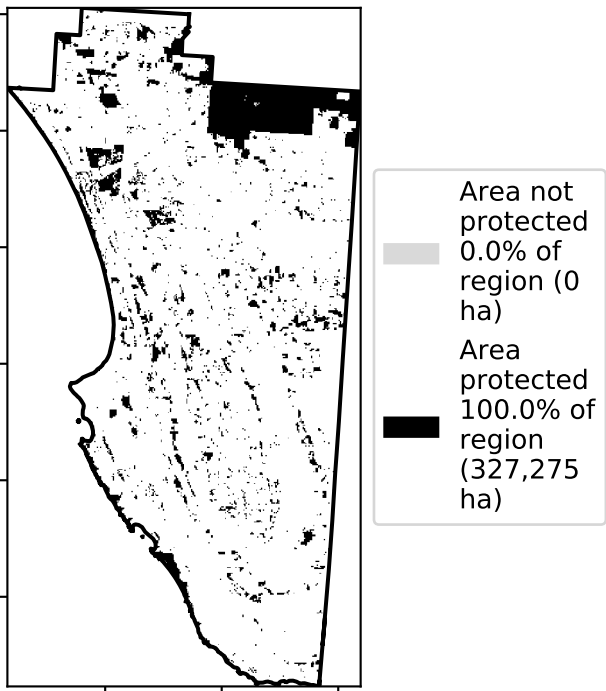 Area not
protected
0.0% of
region (0
ha)
Area
protected
100.0% of
region
(327,275
ha)